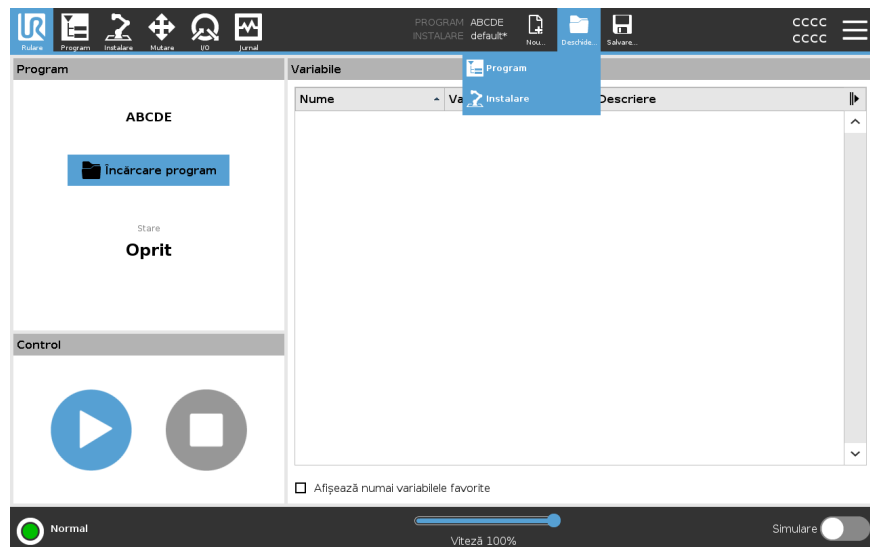 Rulare Program Instalare Mutare I/O Jurnal
PROGRAM ABCDE
INSTALARE default*
Nou... Deschide... Salvare...
CCCC
CCCC
Program
Instalare
Program
ABCDE
Încărcare program
Stare
Oprit
Control
Variabile
Nume Va Descriere
Afișează numai variabilele favorite
Normal
Viteză 100%
Simulare